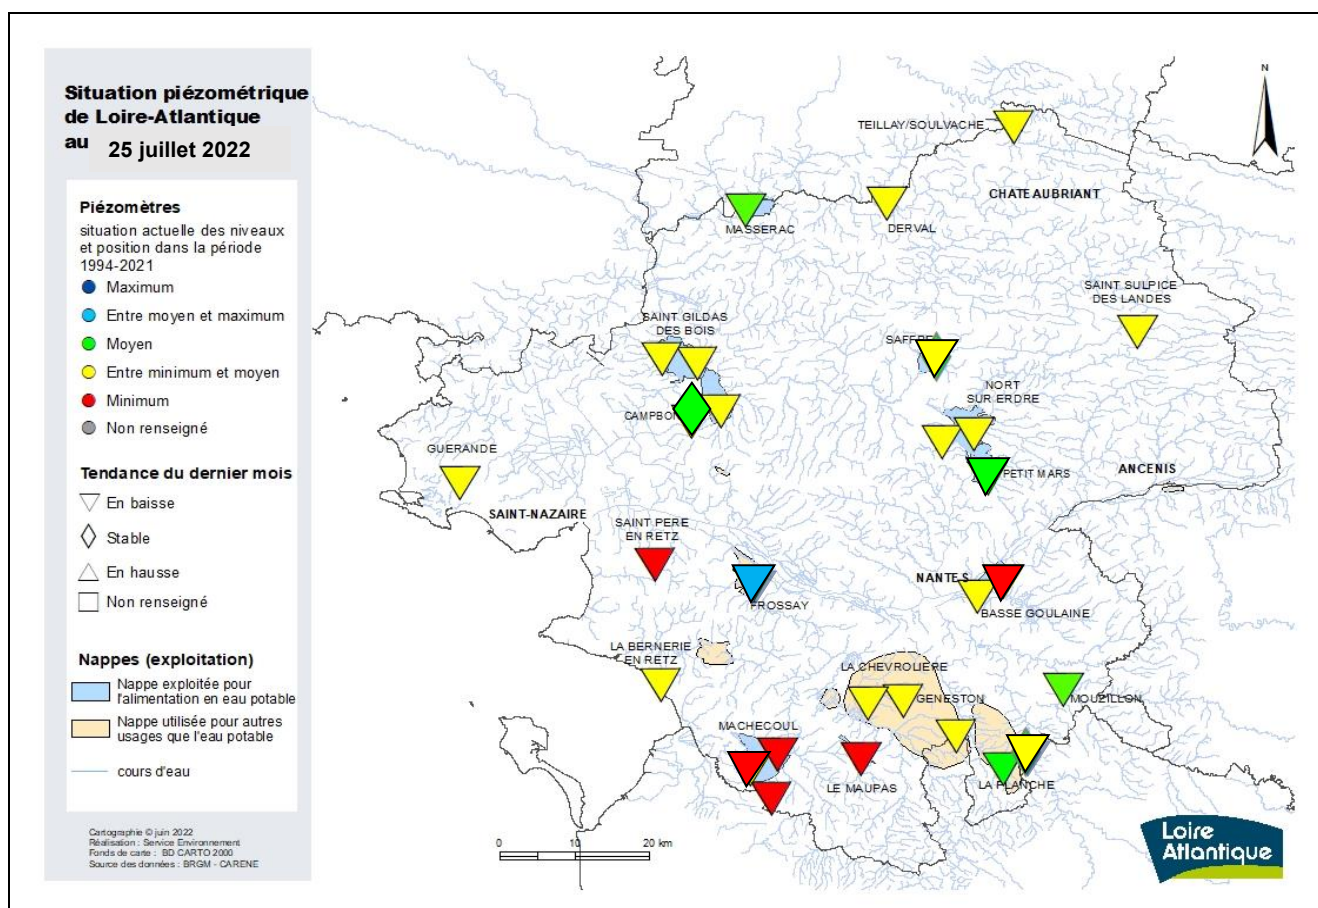 Situation piézométrique
de Loire-Atlantique
au 25 juillet 2022
Piézomètres
situation actuelle des niveaux
et position dans la période
1994-2021
Maximum
Entre moyen et maximum
Moyen
Entre minimum et moyen
Minimum
Non renseigné
Tendance du dernier mois
En baisse
Stable
En hausse
Non renseigné
Nappes (exploitation)
Nappe exploitée pour
l'alimentation en eau potable
Nappe utilisée pour autres
usages que l'eau potable
cours d'eau
Cartographie © juin 2022
Réalisation : Service Environnement
Fonds de carte : BD CARTO 2000
Source des données : BRGM - CARENE
N
TEILLAY/SOULVACHE
CHATEAUBRIANT
MASSERAC
DERVAL
SAINT SULPICE
DES LANDES
SAINT GILDAS
DES BOIS
SAFFRE
NORT
SUR ERDRE
CAMPBON
GUERANDE
PETIT MARS
ANCENIS
SAINT-NAZAIRE
SAINT PERE
EN RETZ
FROSSAY
NANTES
BASSE GOULAINE
LA BERNERIE
EN RETZ
LA CHEVROLIERE
GENESTON
MOUZILLON
MACHECOUL
LE MAUPAS
LA PLANCHE
0 10 20 km
Loire
Atlantique